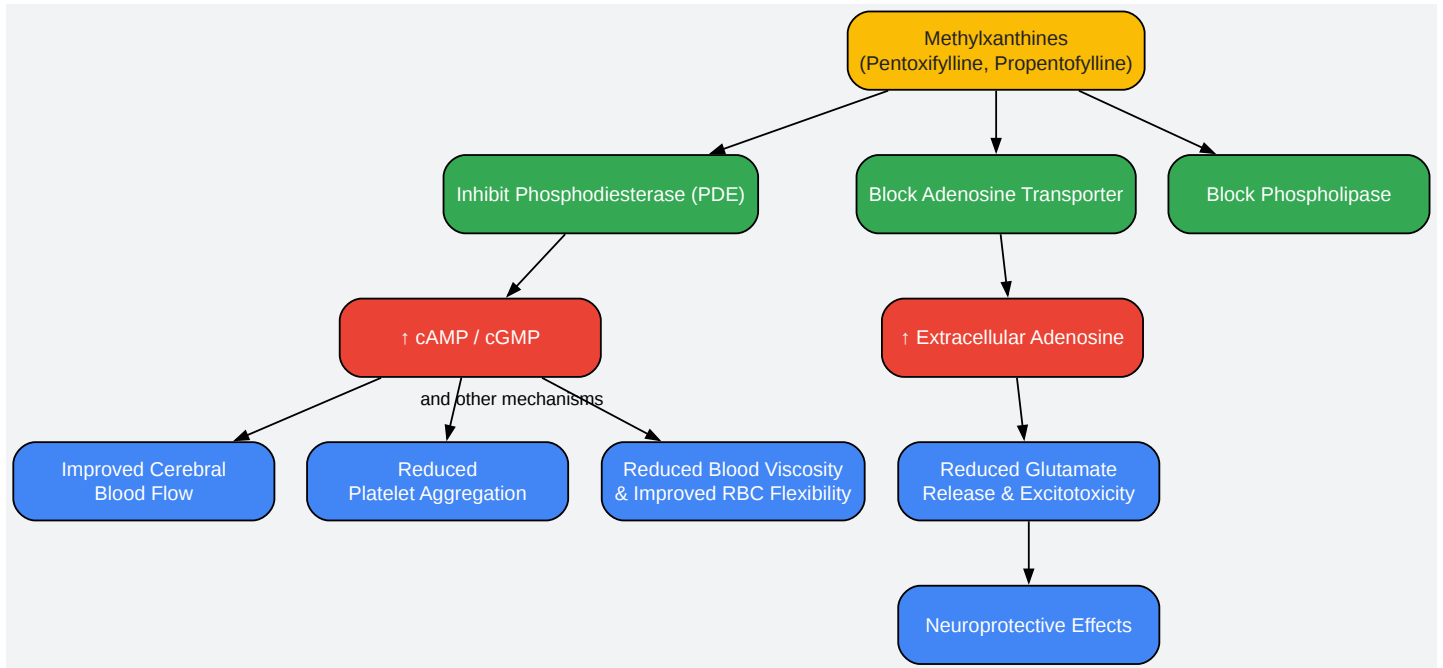 Methylxanthines
(Pentoxifylline, Propentofylline)
Inhibit Phosphodiesterase (PDE)
Block Adenosine Transporter
Block Phospholipase
↑ cAMP / cGMP
↑ Extracellular Adenosine
and other mechanisms
Improved Cerebral
Blood Flow
Reduced
Platelet Aggregation
Reduced Blood Viscosity
& Improved RBC Flexibility
Reduced Glutamate
Release & Excitotoxicity
Neuroprotective Effects